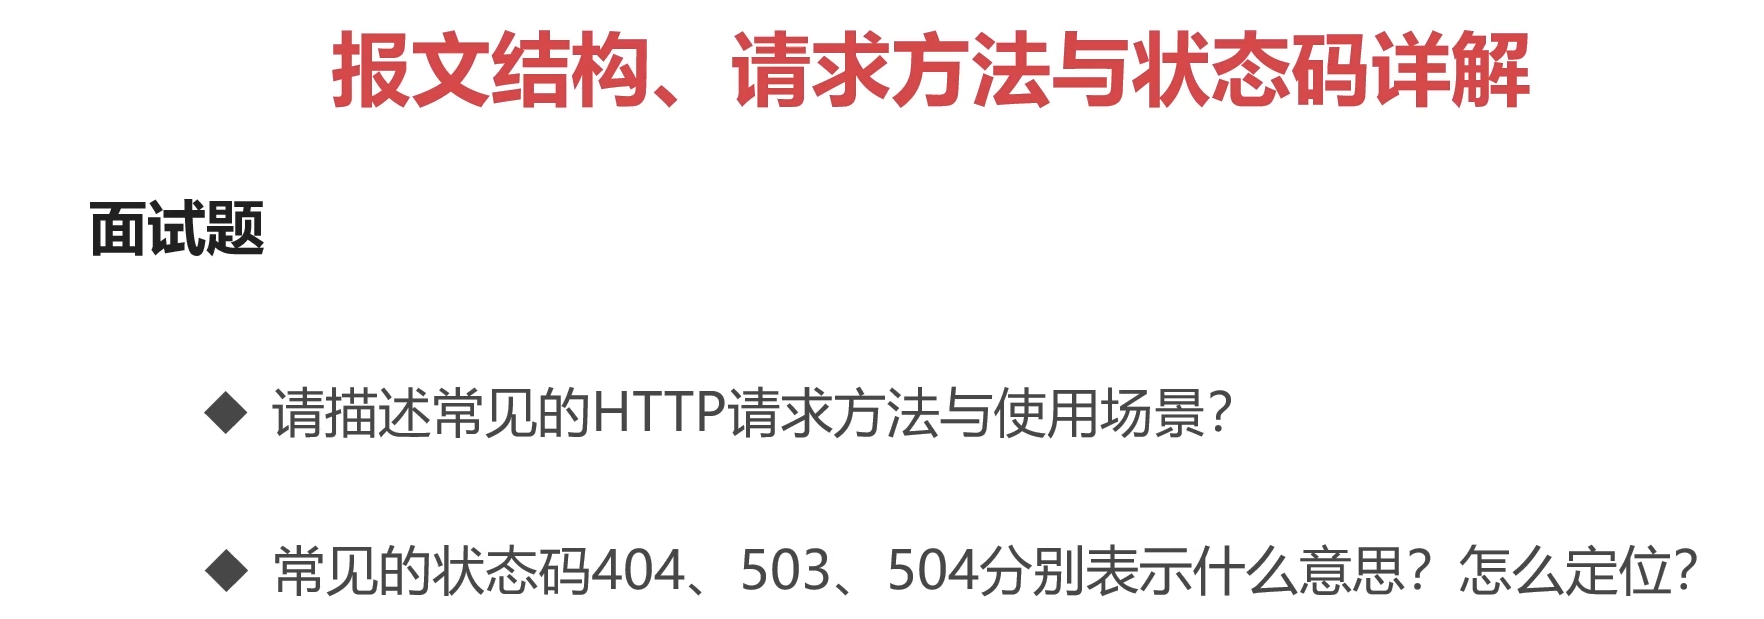 报文结构、请求方法与状态码详解
面试题
◆ 请描述常见的HTTP请求方法与使用场景?
◆ 常见的状态码404、503、504分别表示什么意思？怎么定位?